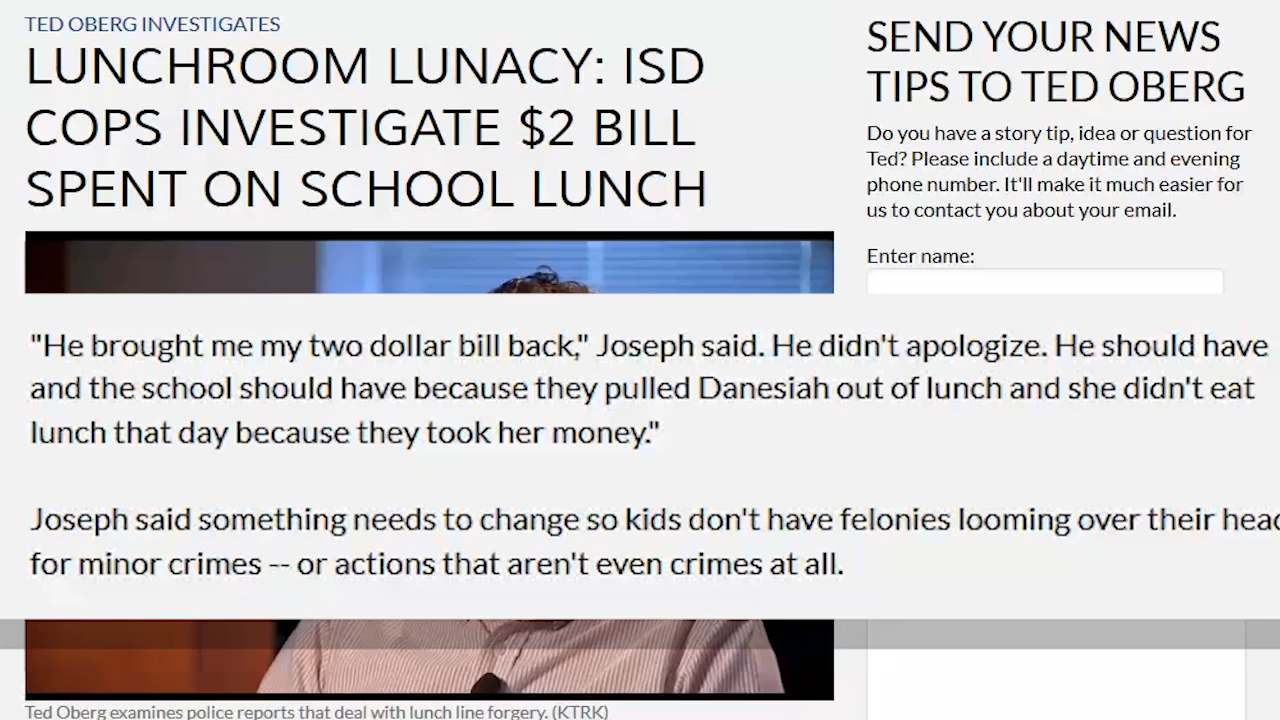 TED OBERG INVESTIGATES
LUNCHROOM LUNACY: ISD
COPS INVESTIGATE $2 BILL
SPENT ON SCHOOL LUNCH
SEND YOUR NEWS
TIPS TO TED OBERG
Do you have a story tip, idea or question for
Ted? Please include a daytime and evening
phone number. It'll make it much easier for
us to contact you about your email.
Enter name:
"He brought me my two dollar bill back," Joseph said. He didn't apologize. He should have
and the school should have because they pulled Danesiah out of lunch and she didn't eat
lunch that day because they took her money."
Joseph said something needs to change so kids don't have felonies looming over their
for minor crimes -- or actions that aren't even crimes at all.
Ted Oberg examines police reports that deal with lunch line forgery. (KTRK)